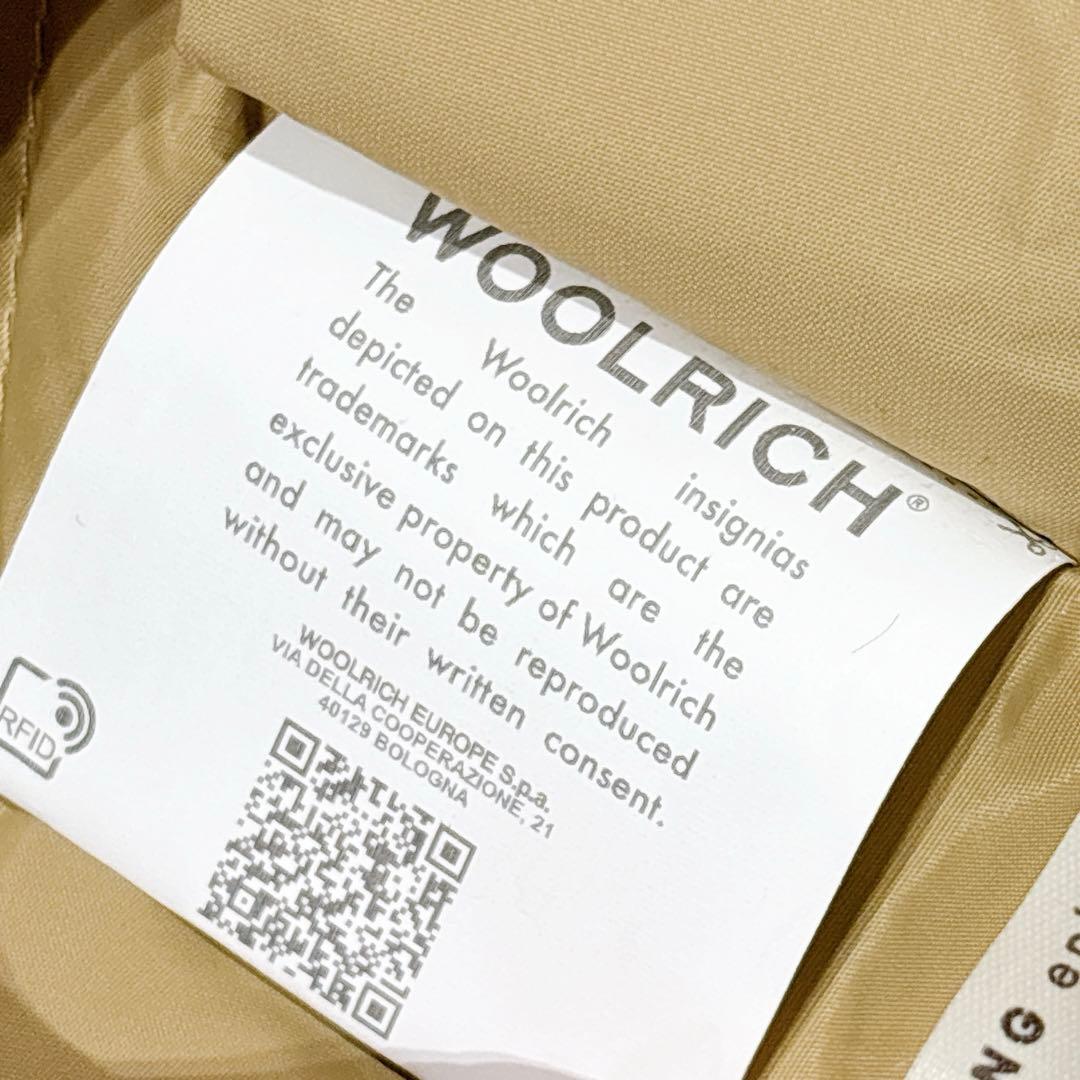 WOOLRICH®
The Woolrich insignias
depicted on this product are
trademarks which are the
exclusive property of Woolrich
and may not be reproduced
without their written consent.
WOOLRICH EUROPE S.p.a.
VIA DELLA COOPERAZIONE, 21
40129 BOLOGNA
RFID